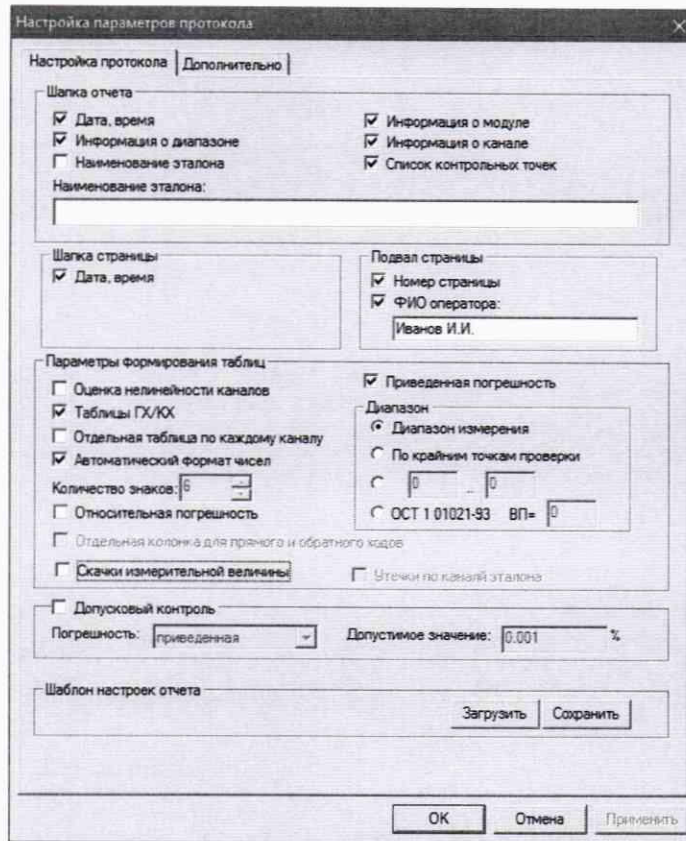 Настройка параметров протокола
Настройка протокола
Дополнительно
Шапка отчета
Дата, время
Информация о модуле
Информация о диапазоне
Информация о канале
Наименование эталона
Список контрольных точек
Наименование эталона:
Шапка страницы
Дата, время
Подвал страницы
Номер страницы
ФИО оператора:
Иванов И.И.
Параметры формирования таблиц
Оценка нелинейности каналов
Таблицы ГХ/КХ
Отдельная таблица по каждому каналу
Автоматический формат чисел
Количество знаков: 6
Относительная погрешность
Приведенная погрешность
Диапазон
Диапазон измерения
По крайним точкам проверки
0 .. 0
ОСТ 1 01021-93 ВП= 0
Отдельная колонка для прямого и обратного ходов
Скачки измерительной величины
Утечки по каналй эталона
Допусковый контроль
Погрешность: приведенная
Допустимое значение: 0.001 %
Шаблон настроек отчета
Загрузить
Сохранить
OK
Отмена
Применить